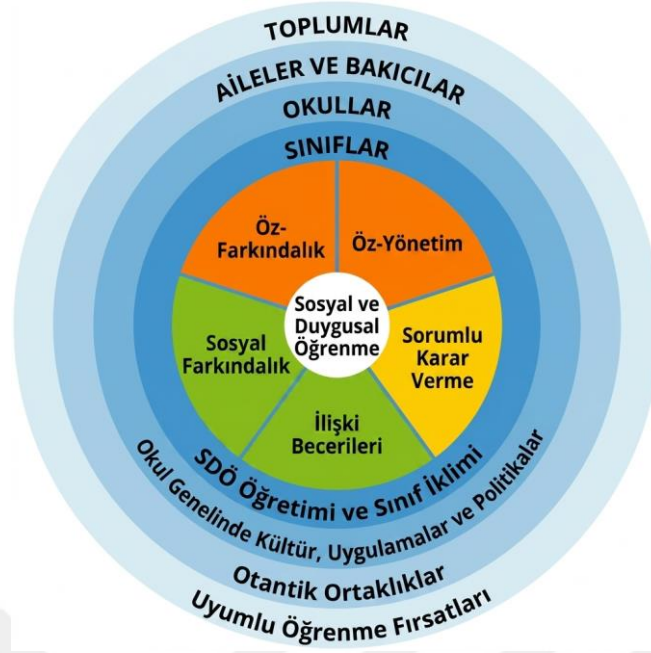 TOPLUMLAR
AİLELER VE BAKICILAR
OKULLAR
SINIFLAR
Öz-
Farkındalık
Öz-Yönetim
Sosyal ve
Duygusal
Öğrenme
Sosyal
Farkındalık
Sorumlu
Karar
Verme
İlişki
Becerileri
SDÖ Öğretimi ve Sınıf İklimi
Okul Genelinde Kültür, Uygulamalar ve Politikalar
Otantik Ortaklıklar
Uyumlu Öğrenme Fırsatları